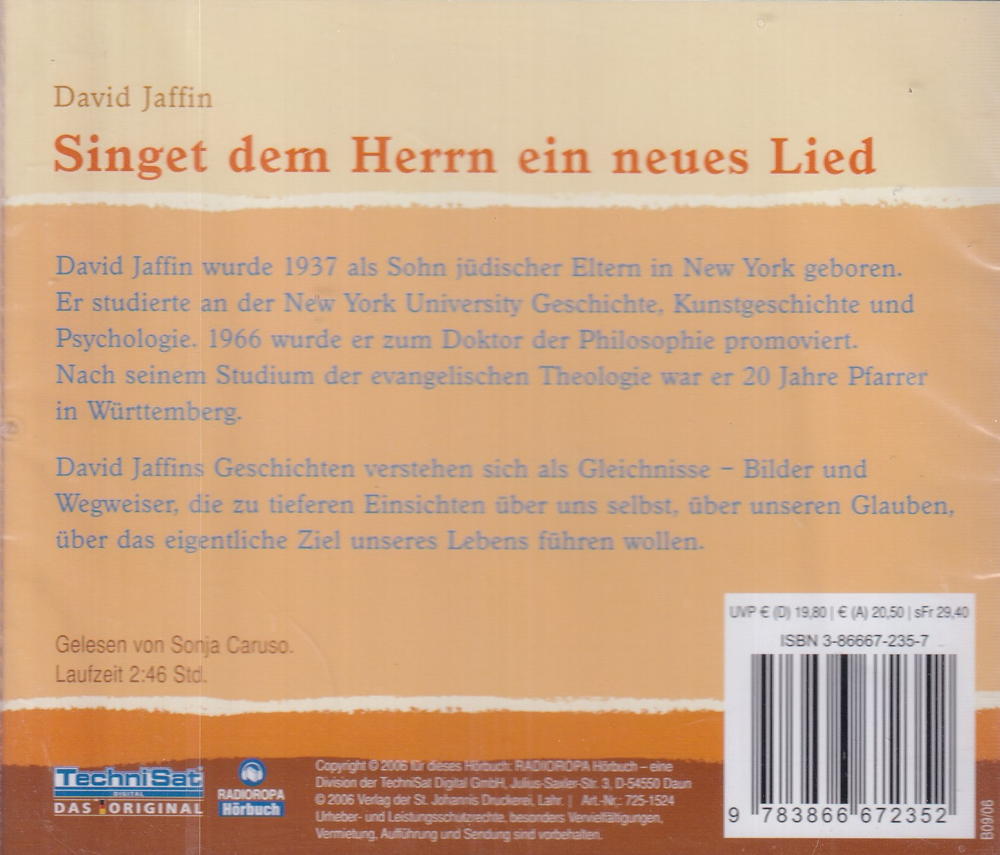 David Jaffin
Singet dem Herrn ein neues Lied
David Jaffin wurde 1937 als Sohn jüdischer Eltern in New York geboren.
Er studierte an der New York University Geschichte, Kunstgeschichte und
Psychologie. 1966 wurde er zum Doktor der Philosophie promoviert.
Nach seinem Studium der evangelischen Theologie war er 20 Jahre Pfarrer
in Württemberg.
David Jaffins Geschichten verstehen sich als Gleichnisse – Bilder und
Wegweiser, die zu tieferen Einsichten über uns selbst, über unseren Glauben,
über das eigentliche Ziel unseres Lebens führen wollen.
Gelesen von Sonja Caruso.
Laufzeit 2:46 Std.
UVP € (D) 19,80 | € (A) 20,50 | sFr 29,40
ISBN 3-86667-235-7
9 783866 672352
B09/06
TechniSat
DIGITAL
DAS ORIGINAL
RADIOROPA
Hörbuch
Copyright © 2006 für dieses Hörbuch: RADIOROPA Hörbuch – eine
Division der TechniSat Digital GmbH, Julius-Saxler-Str. 3, D-54550 Daun
© 2006 Verlag der St. Johannis Druckerei, Lahr. | Art.-Nr.: 725-1524
Urheber- und Leistungsschutzrechte, besonders Vervielfältigungen,
Vermietung, Aufführung und Sendung sind vorbehalten.